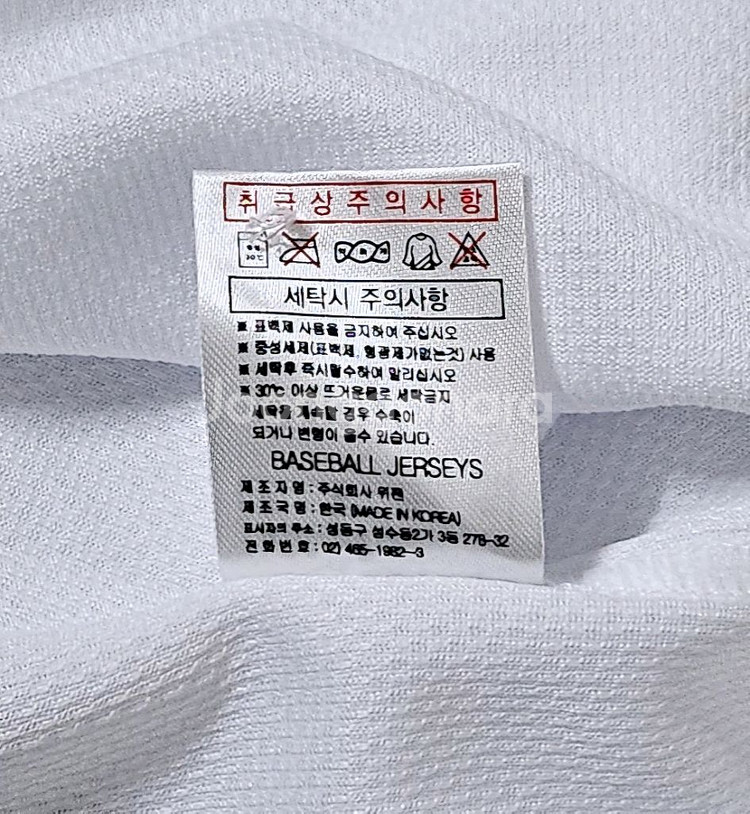 취급상주의사항
30℃
세탁시 주의사항
※ 표백제 사용을 금지하여 주십시오
※ 중성세제(표백제, 형광제가없는것) 사용
※ 세탁후 즉시탈수하여 말리십시오
※ 30℃ 이상 뜨거운물로 세탁금지
세탁을 계속할 경우 수축이
되거나 변형이 올수 있습니다.
BASEBALL JERSEYS
제 조 자 명 : 주식회사 위팬
제 조 국 명 : 한국 (MADE IN KOREA)
표시자의 주소 : 성동구 성수동2가 3동 278-32
전 화 번 호 : 02) 465-1982-3